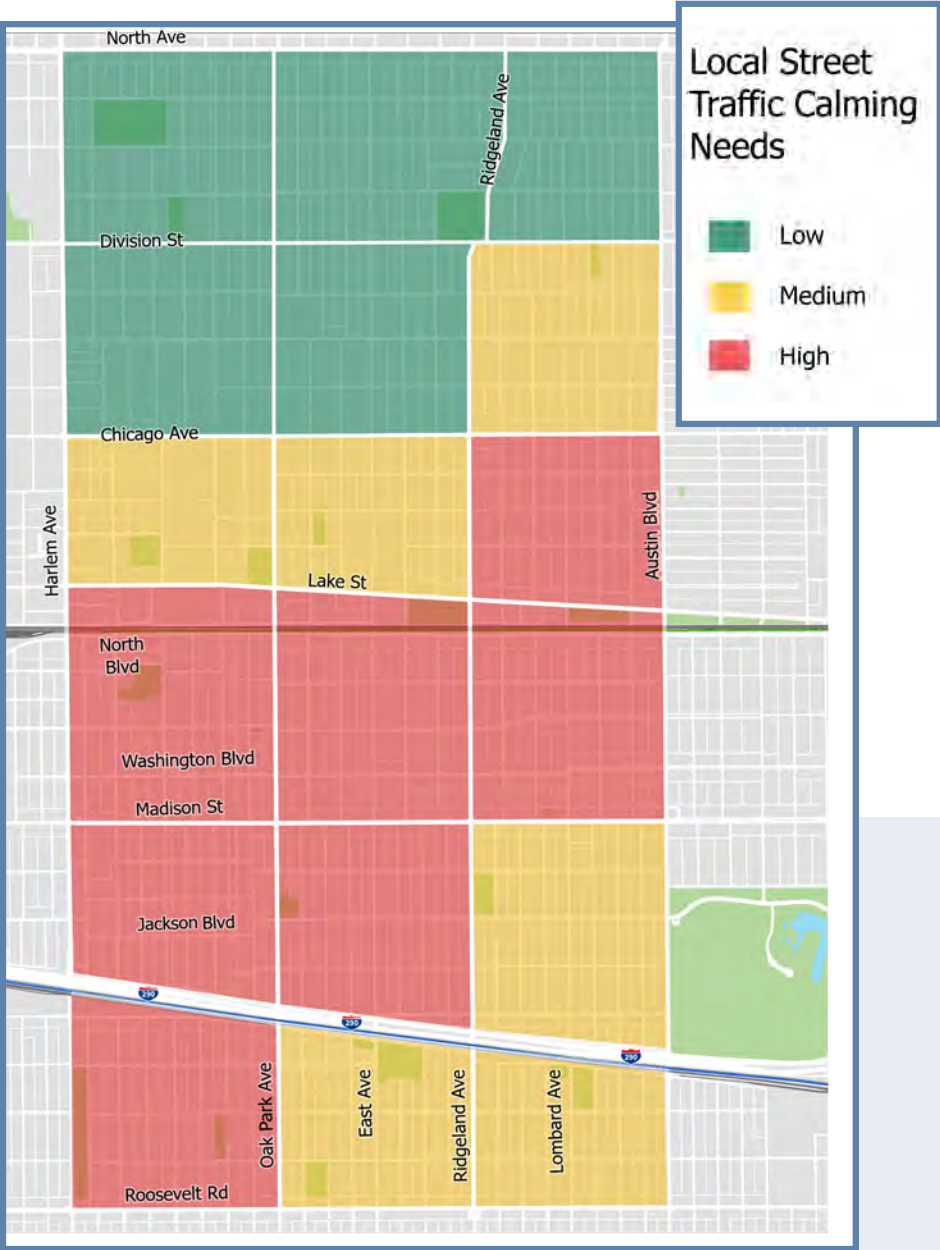 North Ave
Local Street
Traffic Calming
Needs
Low
Medium
High
Ridgeland Ave
Division St
Chicago Ave
Harlem Ave
Austin Blvd
Lake St
North
Blvd
Washington Blvd
Madison St
Jackson Blvd
290
290
290
Oak Park Ave
East Ave
Ridgeland Ave
Lombard Ave
Roosevelt Rd